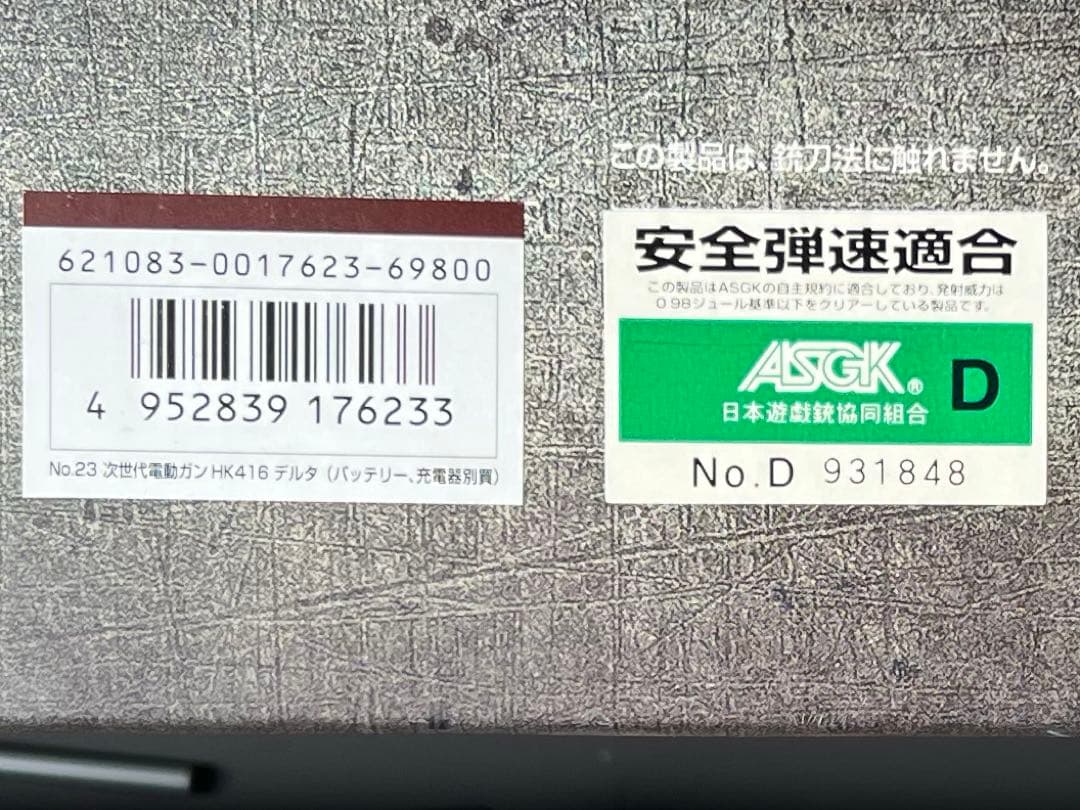 この製品は、銃刀法に触れません。
621083-0017623-69800
4 952839 176233
No.23 次世代電動ガン HK416 デルタ（バッテリー、充電器別買）
安全弾速適合
この製品はASGKの自主規約に適合しており、発射威力は
0.98ジュール基準以下をクリアーしている製品です。
ASGK® D
日本遊戯銃協同組合
No.D 931848